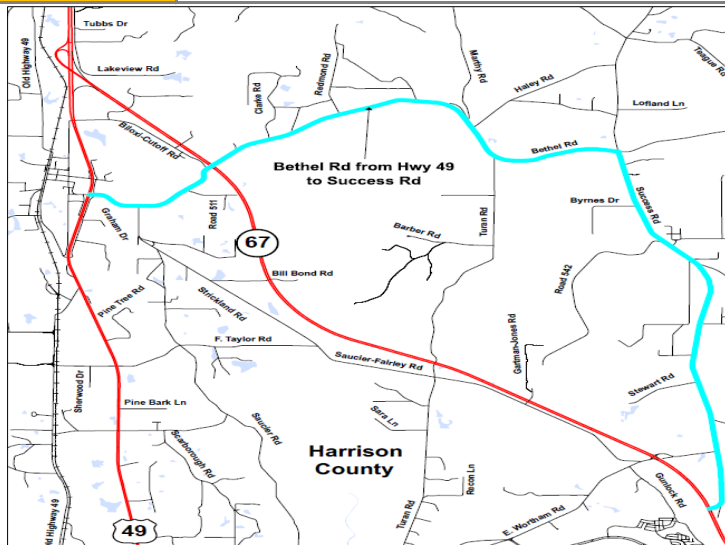 Tubbs Dr
Old Highway 49
Lakeview Rd
Clarke Rd
Redmond Rd
Marthy Rd
Teague Rd
Hatey Rd
Lofland Ln
Biloxi-Cutoff Rd
Bethel Rd
Bethel Rd from Hwy 49
to Success Rd
Success Rd
Byrnes Dr
Graham Dr
Road 511
67
Barber Rd
Turan Rd
Bill Bond Rd
Road 542
Pine Tree Rd
Strickland Rd
F. Taylor Rd
Gartman-Jones Rd
Saucier-Fairley Rd
Sherwood Dr
Pine Bark Ln
Stewart Rd
Sara Ln
Saucier Rd
Scarborough Rd
Harrison
County
Recon Ln
Gunlock Rd
Turan Rd
E. Wortham Rd
ld Highway 49
49